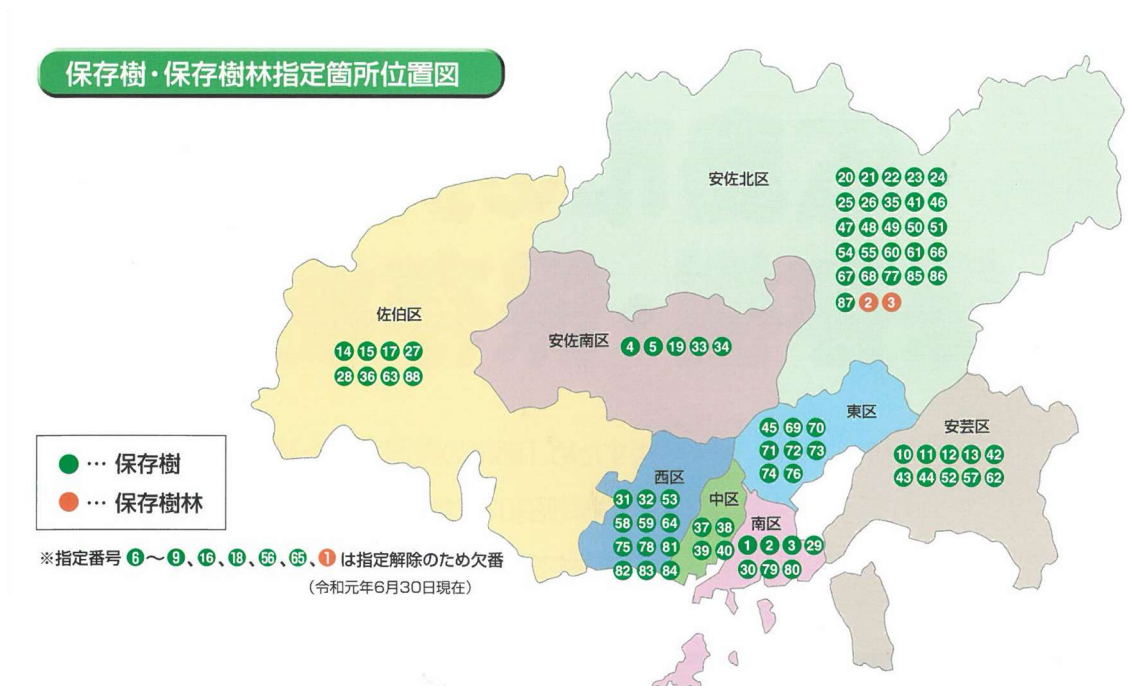 保存樹・保存樹林指定箇所位置図
安佐北区
20 21 22 23 24
25 26 35 41 46
47 48 49 50 51
54 55 60 61 66
67 68 77 85 86
87 2 3
佐伯区
14 15 17 27
28 36 63 88
安佐南区 4 5 19 33 34
東区
45 69 70
71 72 73
74 76
安芸区
10 11 12 13 42
43 44 52 57 62
西区
31 32 53
58 59 64
75 78 81
82 83 84
中区
37 38
39 40
南区
1 2 3 29
30 79 80
●… 保存樹
●… 保存樹林
※指定番号 6～9、16、18、56、65、1 は指定解除のため欠番
（令和元年6月30日現在）